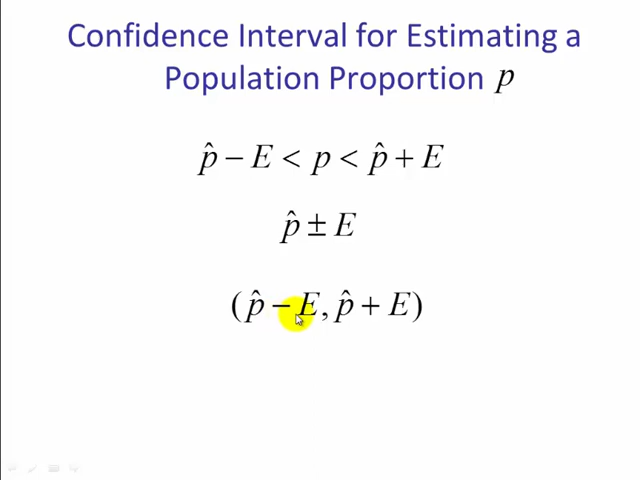 Confidence Interval for Estimating a
Population Proportion p
p̂ − E < p < p̂ + E
p̂ ± E
(p̂ − E, p̂ + E)